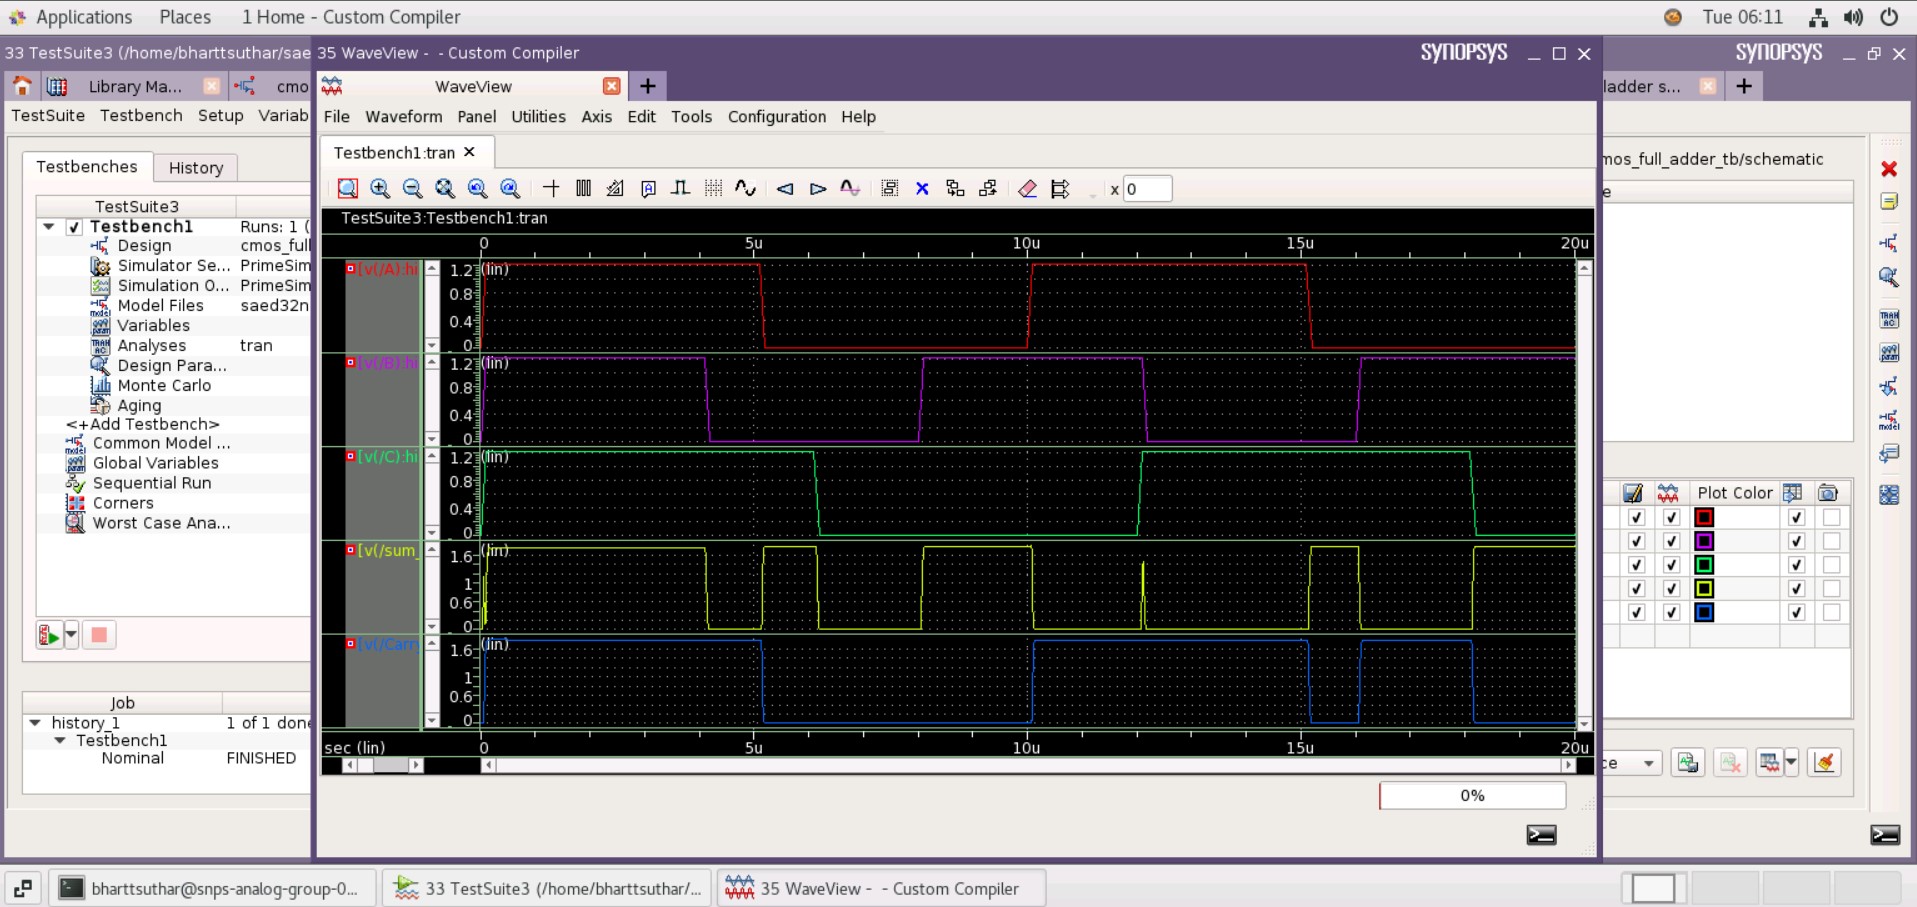 Applications Places 1 Home - Custom Compiler Tue 06:11
33 TestSuite3 (/home/bharttsuthar/sae
35 WaveView - - Custom Compiler SYNOPSYS
SYNOPSYS
Library Ma... cmo
WaveView
ladder s...
TestSuite Testbench Setup Variab
File Waveform Panel Utilities Axis Edit Tools Configuration Help
Testbenches History
Testbench1:tran
mos_full_adder_tb/schematic
x 0
e
TestSuite3
Testbench1 Runs: 1 (
Design cmos_full
Simulator Se... PrimeSim
Simulation O... PrimeSim
Model Files saed32n
Variables
Analyses tran
Design Para...
Monte Carlo
Aging
<+Add Testbench>
Common Model ...
Global Variables
Sequential Run
Corners
Worst Case Ana...
TestSuite3:Testbench1:tran
0 5u 10u 15u 20u
[v(/A):hi 1.2 (lin)
0.8
0.4
0
[v(/B):hi 1.2 (lin)
0.8
0.4
0
[v(/C):hi 1.2 (lin)
0.8
0.4
0
[v(/sum_ 1.6 (lin)
1
0.6
0
[v(/Carr 1.6 (lin)
1
0.6
0
sec (lin) 0 5u 10u 15u 20u
0%
Plot Color
ce
Job
history_1 1 of 1 done
Testbench1
Nominal FINISHED
bharttsuthar@snps-analog-group-0... 33 TestSuite3 (/home/bharttsuthar/... 35 WaveView - - Custom Compiler